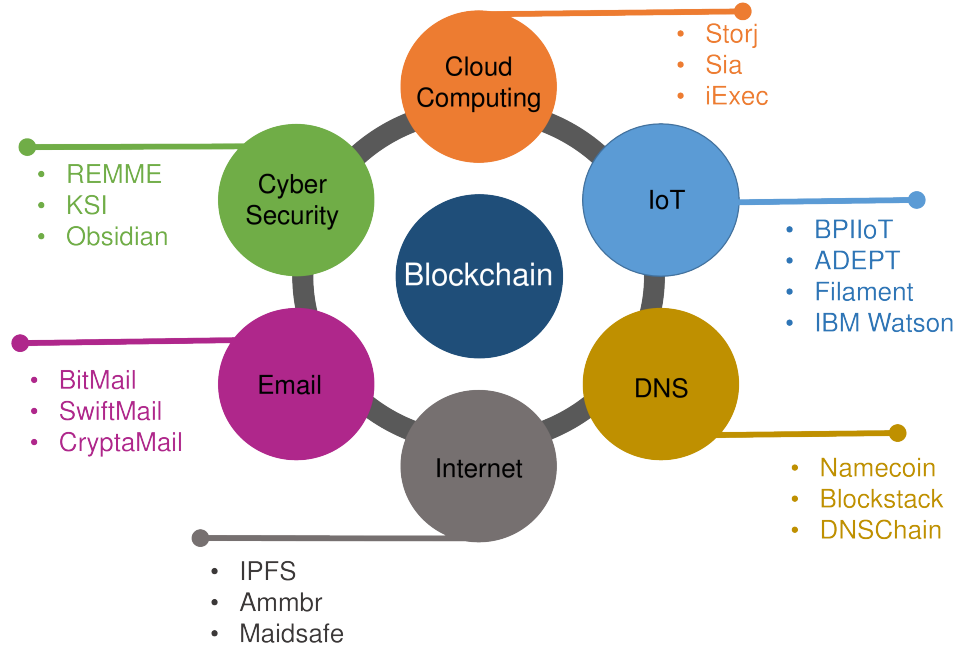 Cloud
Computing
• Storj
• Sia
• iExec
Cyber
Security
• REMME
• KSI
• Obsidian
IoT
• BPIIoT
• ADEPT
• Filament
• IBM Watson
Blockchain
Email
• BitMail
• SwiftMail
• CryptaMail
DNS
• Namecoin
• Blockstack
• DNSChain
Internet
• IPFS
• Ammbr
• Maidsafe